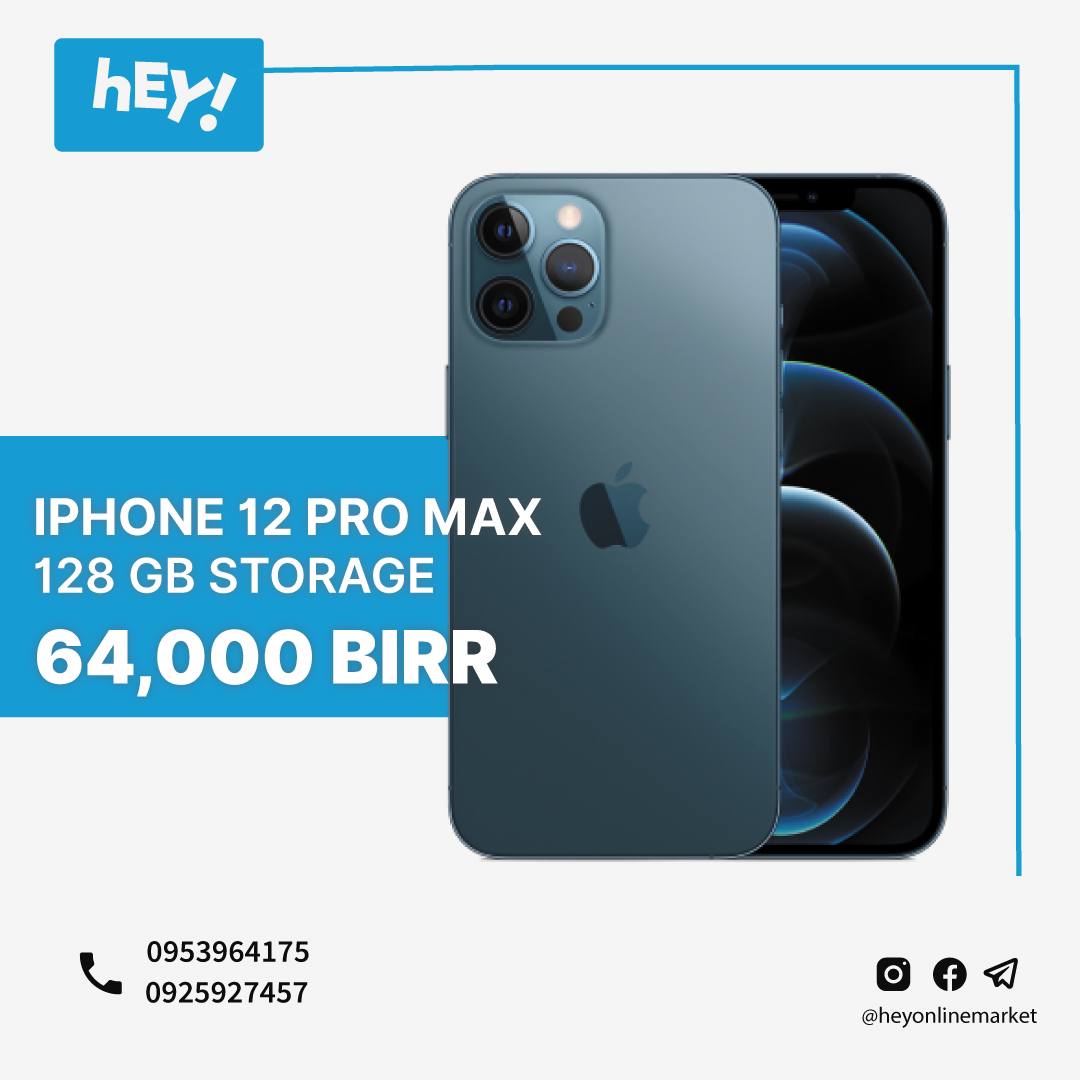 hEY!
IPHONE 12 PRO MAX
128 GB STORAGE
64,000 BIRR
0953964175
0925927457
@heyonlinemarket